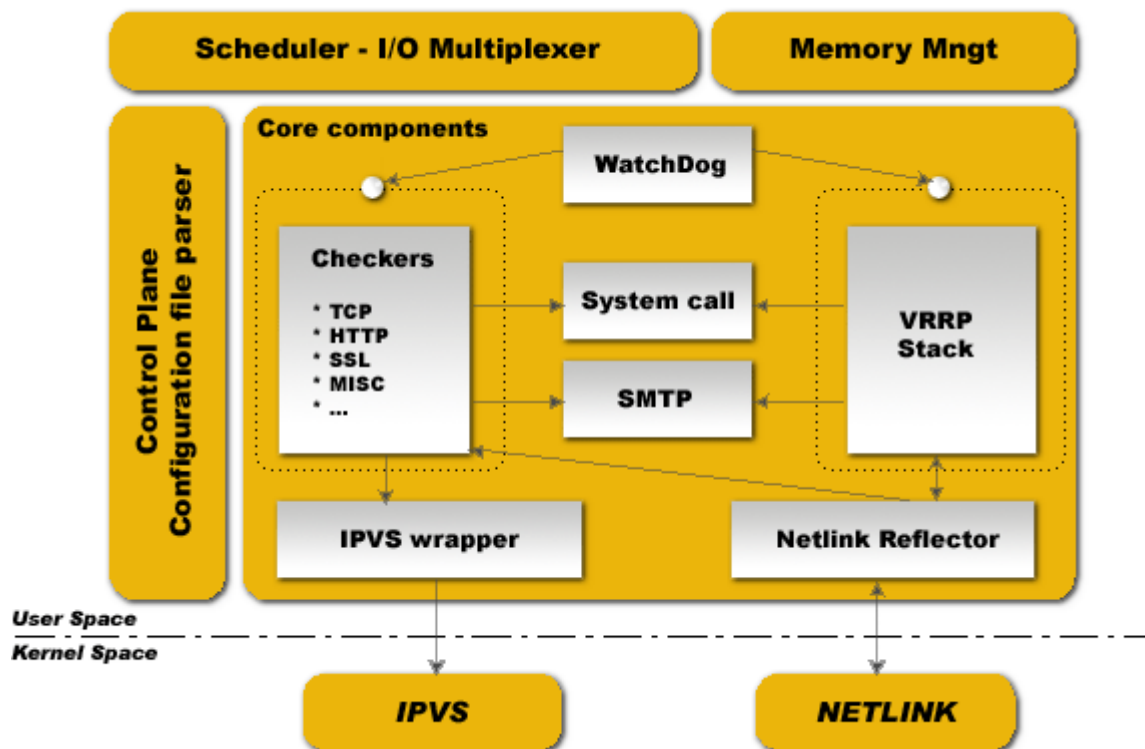 Scheduler - I/O Multiplexer
Memory Mngt
Control Plane
Configuration file parser
Core components
WatchDog
Checkers
* TCP
* HTTP
* SSL
* MISC
* ...
System call
SMTP
VRRP
Stack
IPVS wrapper
Netlink Reflector
User Space
Kernel Space
IPVS
NETLINK